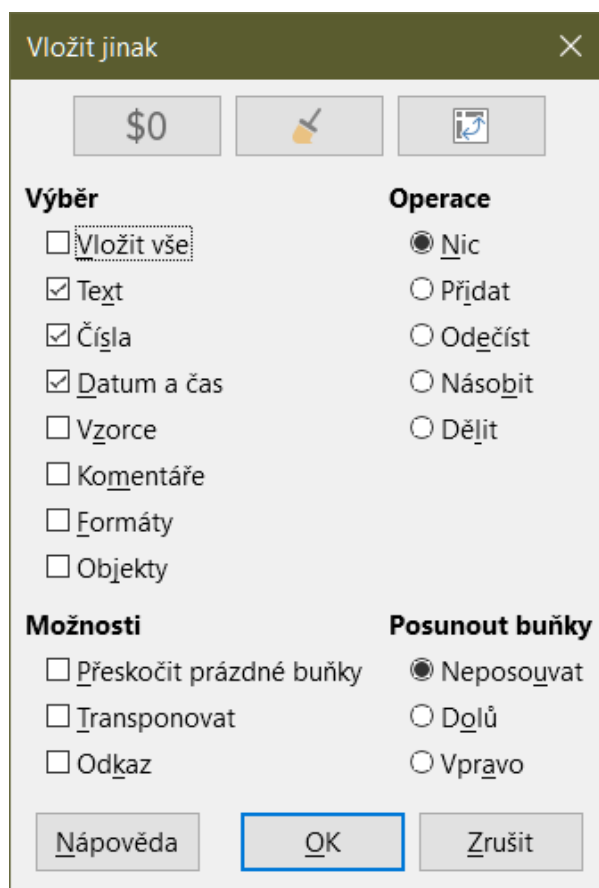 Vložit jinak
$0
Výběr
Vložit vše
Text
Čísla
Datum a čas
Vzorce
Komentáře
Formáty
Objekty
Operace
Nic
Přidat
Odečíst
Násobit
Dělit
Možnosti
Přeskočit prázdné buňky
Transponovat
Odkaz
Posunout buňky
Neposouvat
Dolů
Vpravo
Nápověda
OK
Zrušit